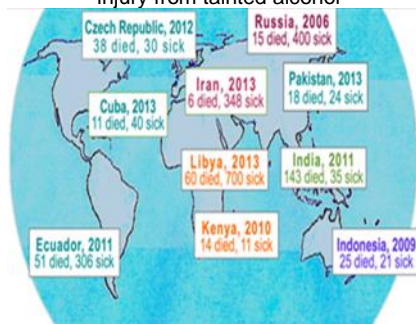 injury from tainted alcohol
Czech Republic, 2012
38 died, 30 sick
Russia, 2006
15 died, 400 sick
Iran, 2013
6 died, 348 sick
Pakistan, 2013
18 died, 24 sick
Cuba, 2013
11 died, 40 sick
Libya, 2013
60 died, 700 sick
India, 2011
143 died, 35 sick
Kenya, 2010
14 died, 11 sick
Ecuador, 2011
51 died, 306 sick
Indonesia, 2009
25 died, 21 sick